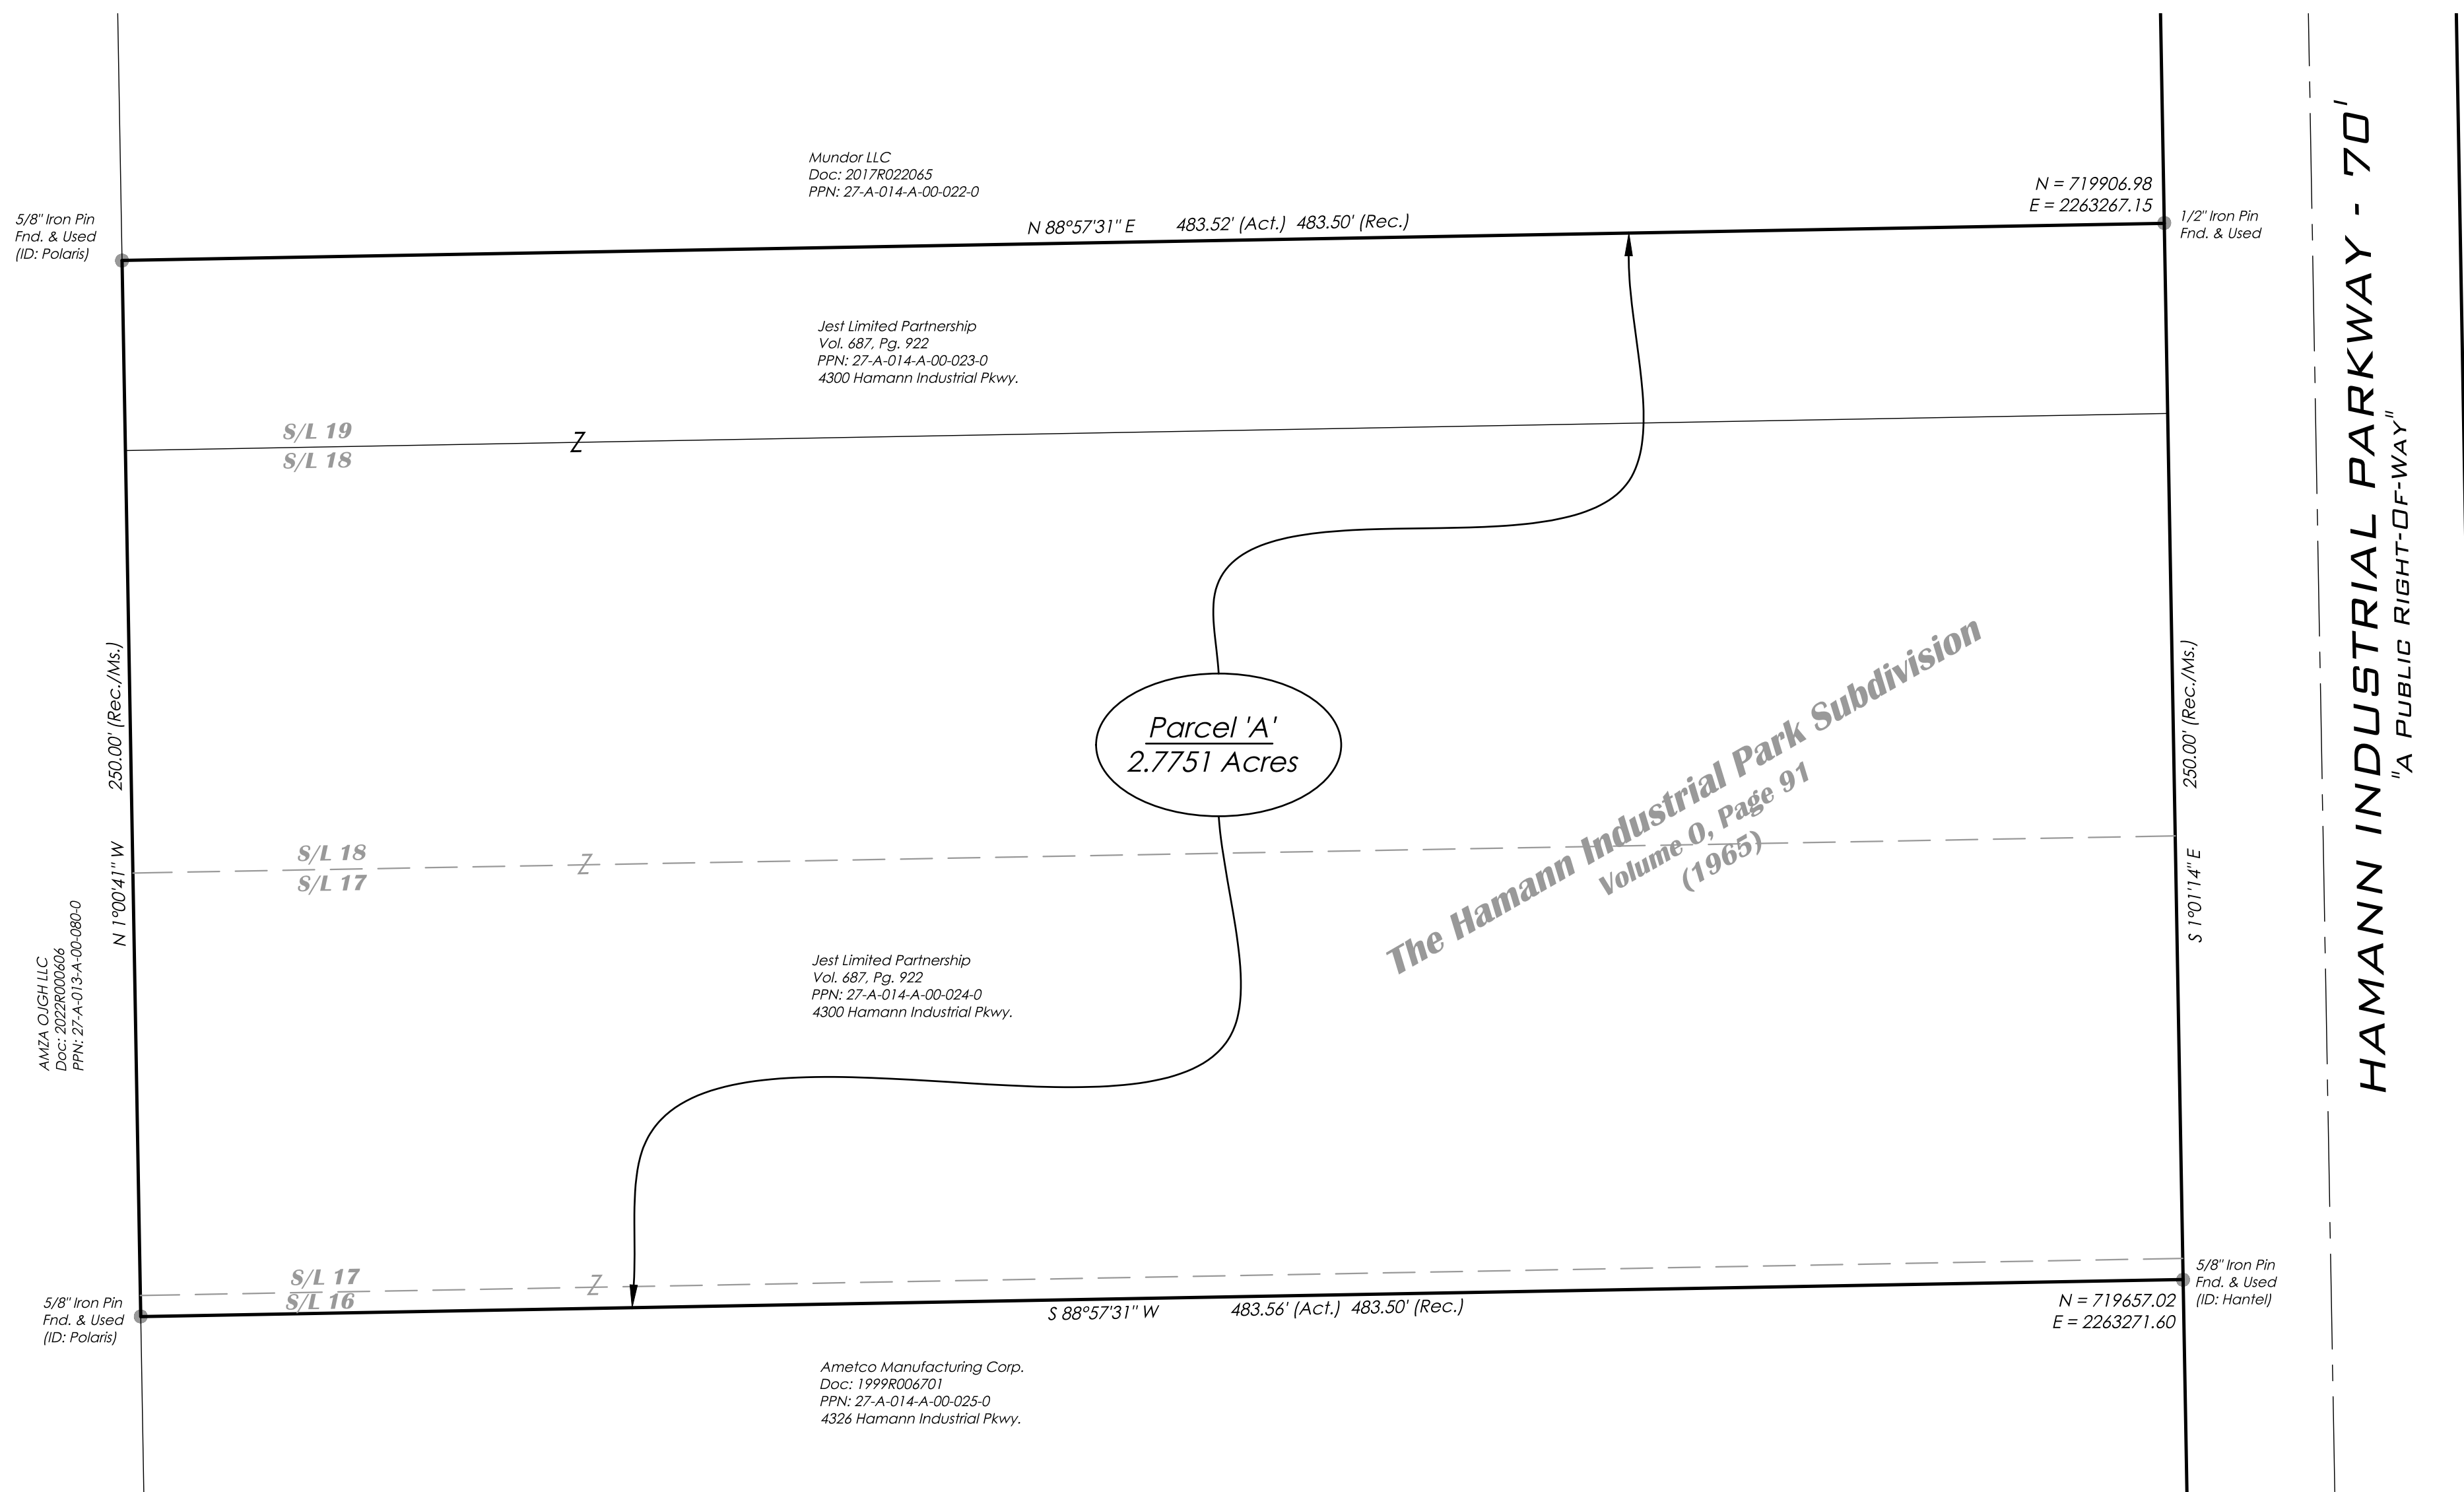 Mundor LLC
Doc: 2017R022065
PPN: 27-A-014-A-00-022-0
N = 719906.98
E = 2263267.15
5/8" Iron Pin
Fnd. & Used
(ID: Polaris)
1/2" Iron Pin
Fnd. & Used
N 88°57'31" E 483.52' (Act.) 483.50' (Rec.)
Jest Limited Partnership
Vol. 687, Pg. 922
PPN: 27-A-014-A-00-023-0
4300 Hamann Industrial Pkwy.
S/L 19
Z
S/L 18
HAMANN INDUSTRIAL PARKWAY - 70'
"A PUBLIC RIGHT-OF-WAY"
N 1°00'41" W 250.00' (Rec./Ms.)
S 1°01'14" E 250.00' (Rec./Ms.)
Parcel 'A'
2.7751 Acres
The Hamann Industrial Park Subdivision
Volume O, Page 91
(1965)
S/L 18
Z
S/L 17
AMZA OJGH LLC
Doc: 2022R000606
PPN: 27-A-013-A-00-080-0
Jest Limited Partnership
Vol. 687, Pg. 922
PPN: 27-A-014-A-00-024-0
4300 Hamann Industrial Pkwy.
S/L 17
Z
S/L 16
5/8" Iron Pin
Fnd. & Used
(ID: Polaris)
5/8" Iron Pin
Fnd. & Used
(ID: Hantel)
S 88°57'31" W 483.56' (Act.) 483.50' (Rec.)
N = 719657.02
E = 2263271.60
Ametco Manufacturing Corp.
Doc: 1999R006701
PPN: 27-A-014-A-00-025-0
4326 Hamann Industrial Pkwy.